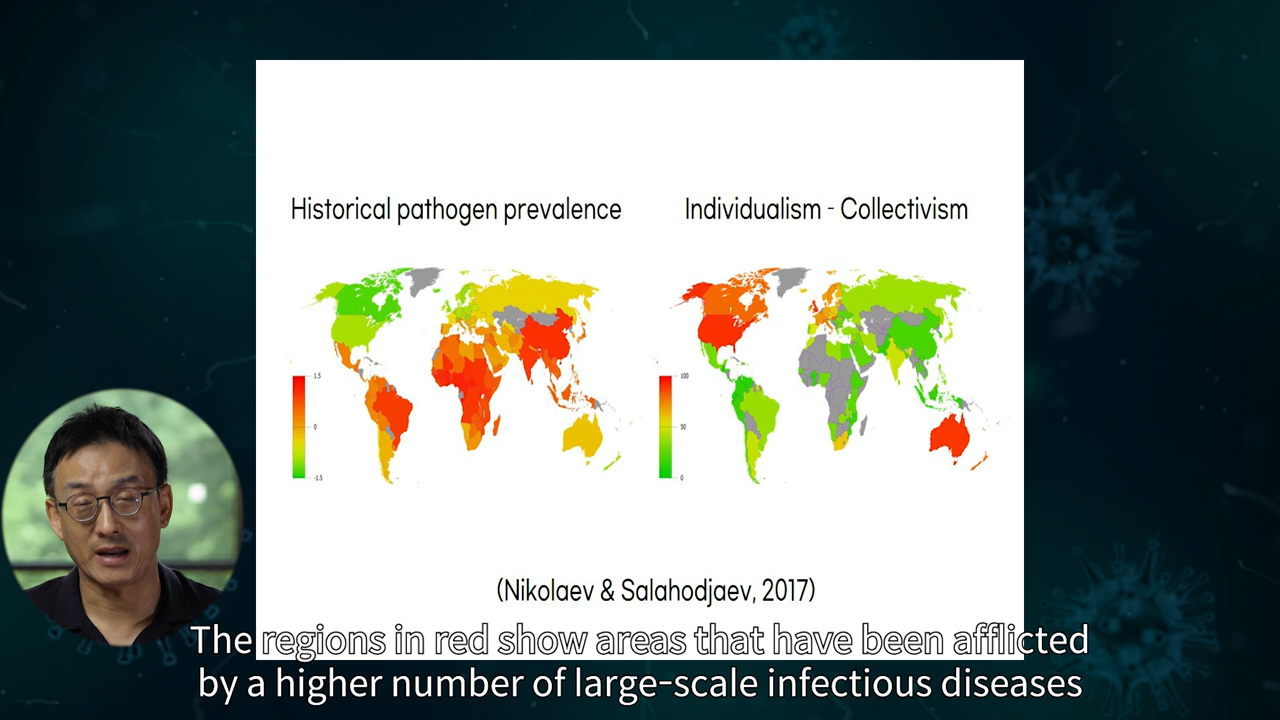 Historical pathogen prevalence
Individualism - Collectivism
1.5
0
-1.5
100
50
0
(Nikolaev & Salahodjaev, 2017)
The regions in red show areas that have been afflicted
by a higher number of large-scale infectious diseases